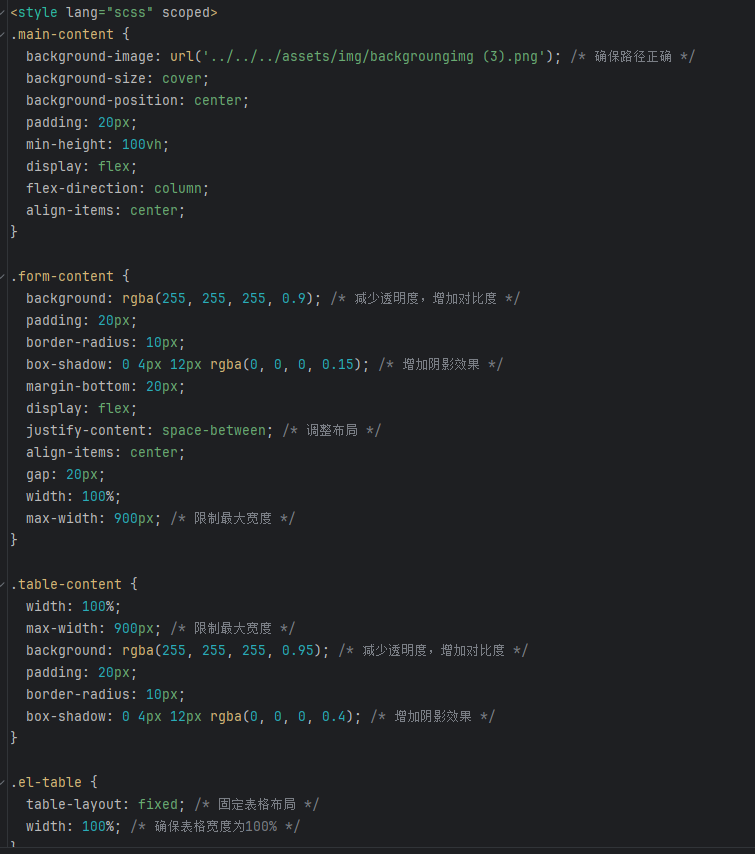 <style lang="scss" scoped>
.main-content {
  background-image: url('../../../assets/img/backgroungimg (3).png'); /* 确保路径正确 */
  background-size: cover;
  background-position: center;
  padding: 20px;
  min-height: 100vh;
  display: flex;
  flex-direction: column;
  align-items: center;
}

.form-content {
  background: rgba(255, 255, 255, 0.9); /* 减少透明度，增加对比度 */
  padding: 20px;
  border-radius: 10px;
  box-shadow: 0 4px 12px rgba(0, 0, 0, 0.15); /* 增加阴影效果 */
  margin-bottom: 20px;
  display: flex;
  justify-content: space-between; /* 调整布局 */
  align-items: center;
  gap: 20px;
  width: 100%;
  max-width: 900px; /* 限制最大宽度 */
}

.table-content {
  width: 100%;
  max-width: 900px; /* 限制最大宽度 */
  background: rgba(255, 255, 255, 0.95); /* 减少透明度，增加对比度 */
  padding: 20px;
  border-radius: 10px;
  box-shadow: 0 4px 12px rgba(0, 0, 0, 0.4); /* 增加阴影效果 */
}

.el-table {
  table-layout: fixed; /* 固定表格布局 */
  width: 100%; /* 确保表格宽度为100% */
}